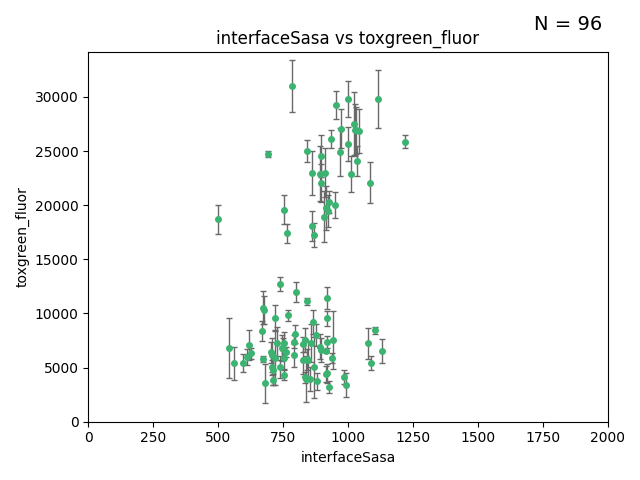 N = 96
interfaceSasa vs toxgreen_fluor
toxgreen_fluor
30000
25000
20000
15000
10000
5000
0
0 250 500 750 1000 1250 1500 1750 2000
interfaceSasa